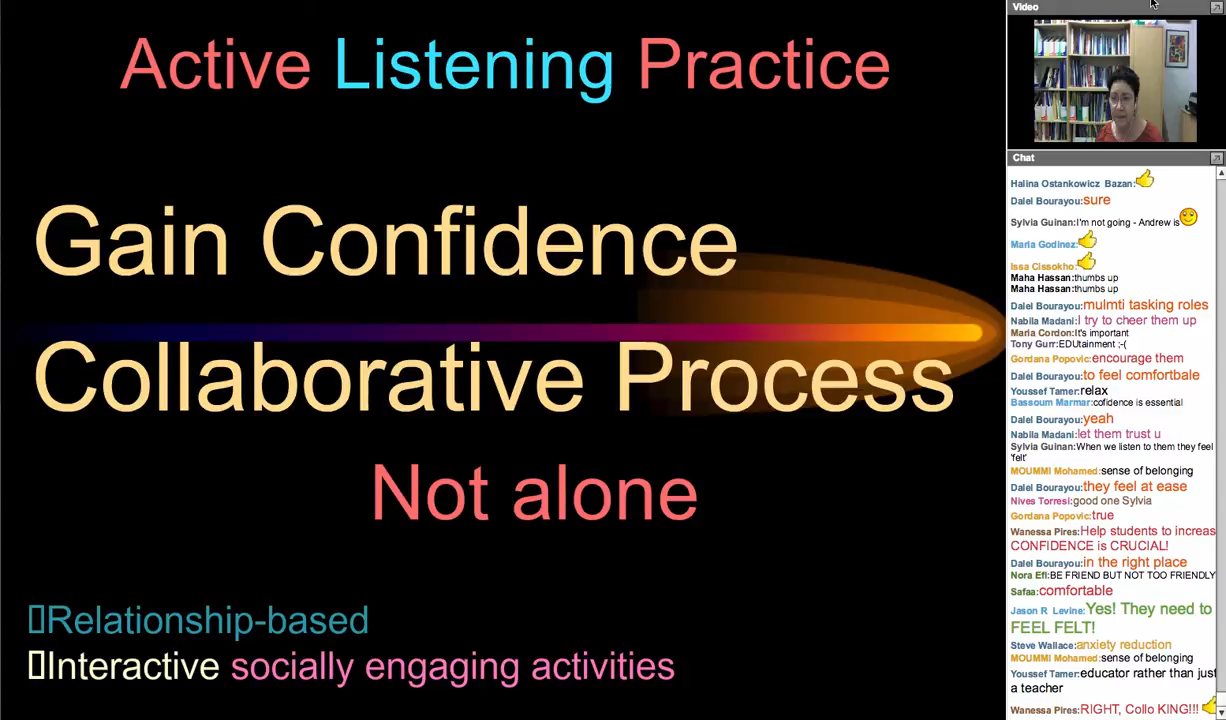 Active Listening Practice
Gain Confidence
Collaborative Process
Not alone
Relationship-based
Interactive socially engaging activities
Video
Chat
Halina Ostankowicz Bazan:
Dalel Bourayou:sure
Sylvia Guinan:I'm not going - Andrew is
Maria Godinez:
Issa Cissokho:
Maha Hassan:thumbs up
Maha Hassan:thumbs up
Dalel Bourayou:mulmti tasking roles
Nabila Madani:I try to cheer them up
Maria Cordon:It's important
Tony Gurr:EDUtainment ;-(
Gordana Popovic:encourage them
Dalel Bourayou:to feel comfortbale
Youssef Tamer:relax
Bassoum Marmar:cofidence is essential
Dalel Bourayou:yeah
Nabila Madani:let them trust u
Sylvia Guinan:When we listen to them they feel
'felt'
MOUMMI Mohamed:sense of belonging
Dalel Bourayou:they feel at ease
Nives Torresi:good one Sylvia
Gordana Popovic:true
Wanessa Pires:Help students to increas
CONFIDENCE is CRUCIAL!
Dalel Bourayou:in the right place
Nora Efl:BE FRIEND BUT NOT TOO FRIENDLY
Safaa:comfortable
Jason R Levine:Yes! They need to
FEEL FELT!
Steve Wallace:anxiety reduction
MOUMMI Mohamed:sense of belonging
Youssef Tamer:educator rather than just
a teacher
Wanessa Pires:RIGHT, Collo KING!!!